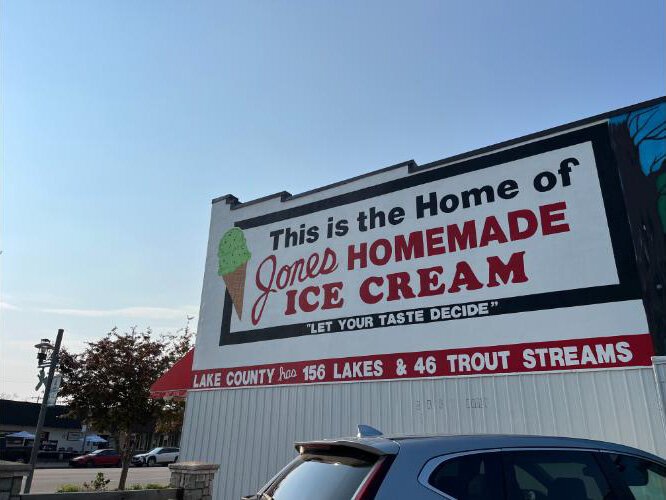 This is the Home of
Jones HOMEMADE
ICE CREAM
"LET YOUR TASTE DECIDE"
LAKE COUNTY has 156 LAKES & 46 TROUT STREAMS